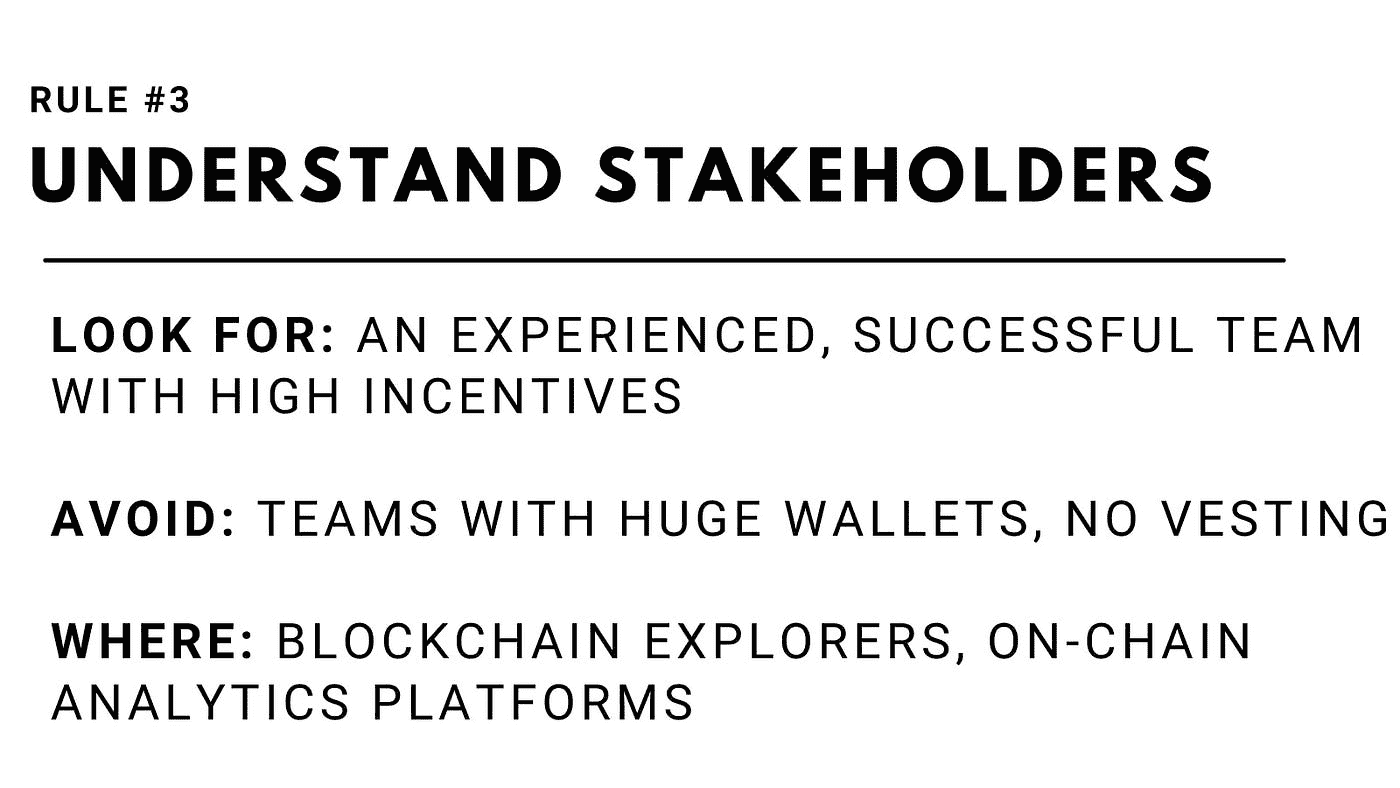 RULE #3
UNDERSTAND STAKEHOLDERS
LOOK FOR: AN EXPERIENCED, SUCCESSFUL TEAM
WITH HIGH INCENTIVES
AVOID: TEAMS WITH HUGE WALLETS, NO VESTING
WHERE: BLOCKCHAIN EXPLORERS, ON-CHAIN
ANALYTICS PLATFORMS